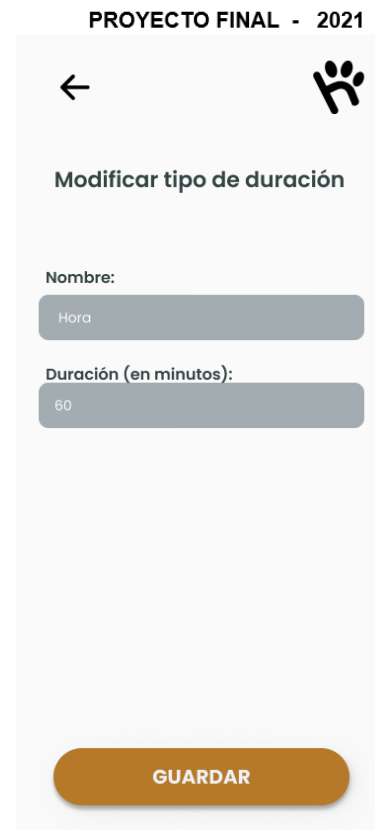 PROYECTO FINAL - 2021
Modificar tipo de duración
Nombre:
Hora
Duración (en minutos):
60
GUARDAR